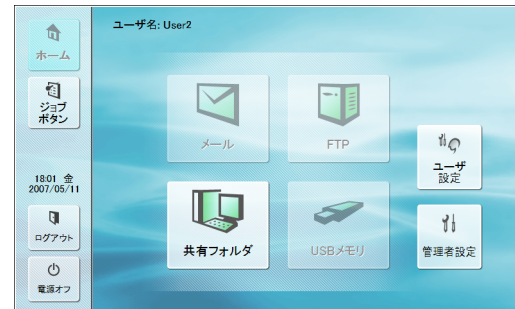 ホーム
ジョブ
ボタン
18:01 金
2007/05/11
ログアウト
電源オフ
ユーザ名: User2
メール
FTP
共有フォルダ
USBメモリ
ユーザ
設定
管理者設定